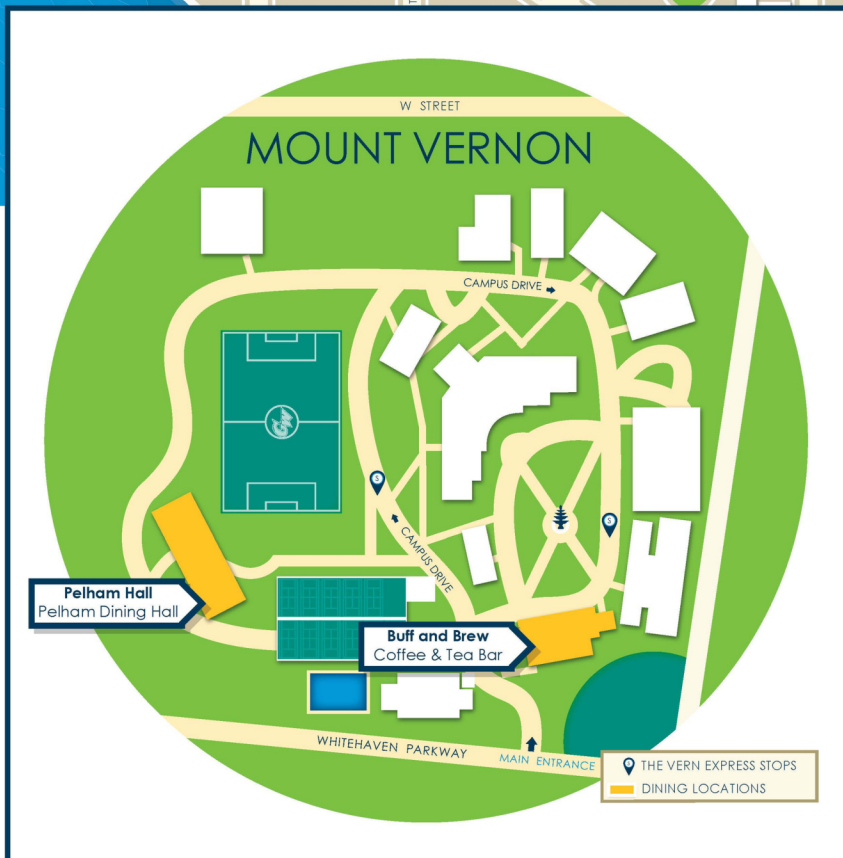 W STREET
MOUNT VERNON
CAMPUS DRIVE
S
CAMPUS DRIVE
S
Pelham Hall
Pelham Dining Hall
Buff and Brew
Coffee & Tea Bar
WHITEHAVEN PARKWAY
MAIN ENTRANCE
S THE VERN EXPRESS STOPS
DINING LOCATIONS
GW